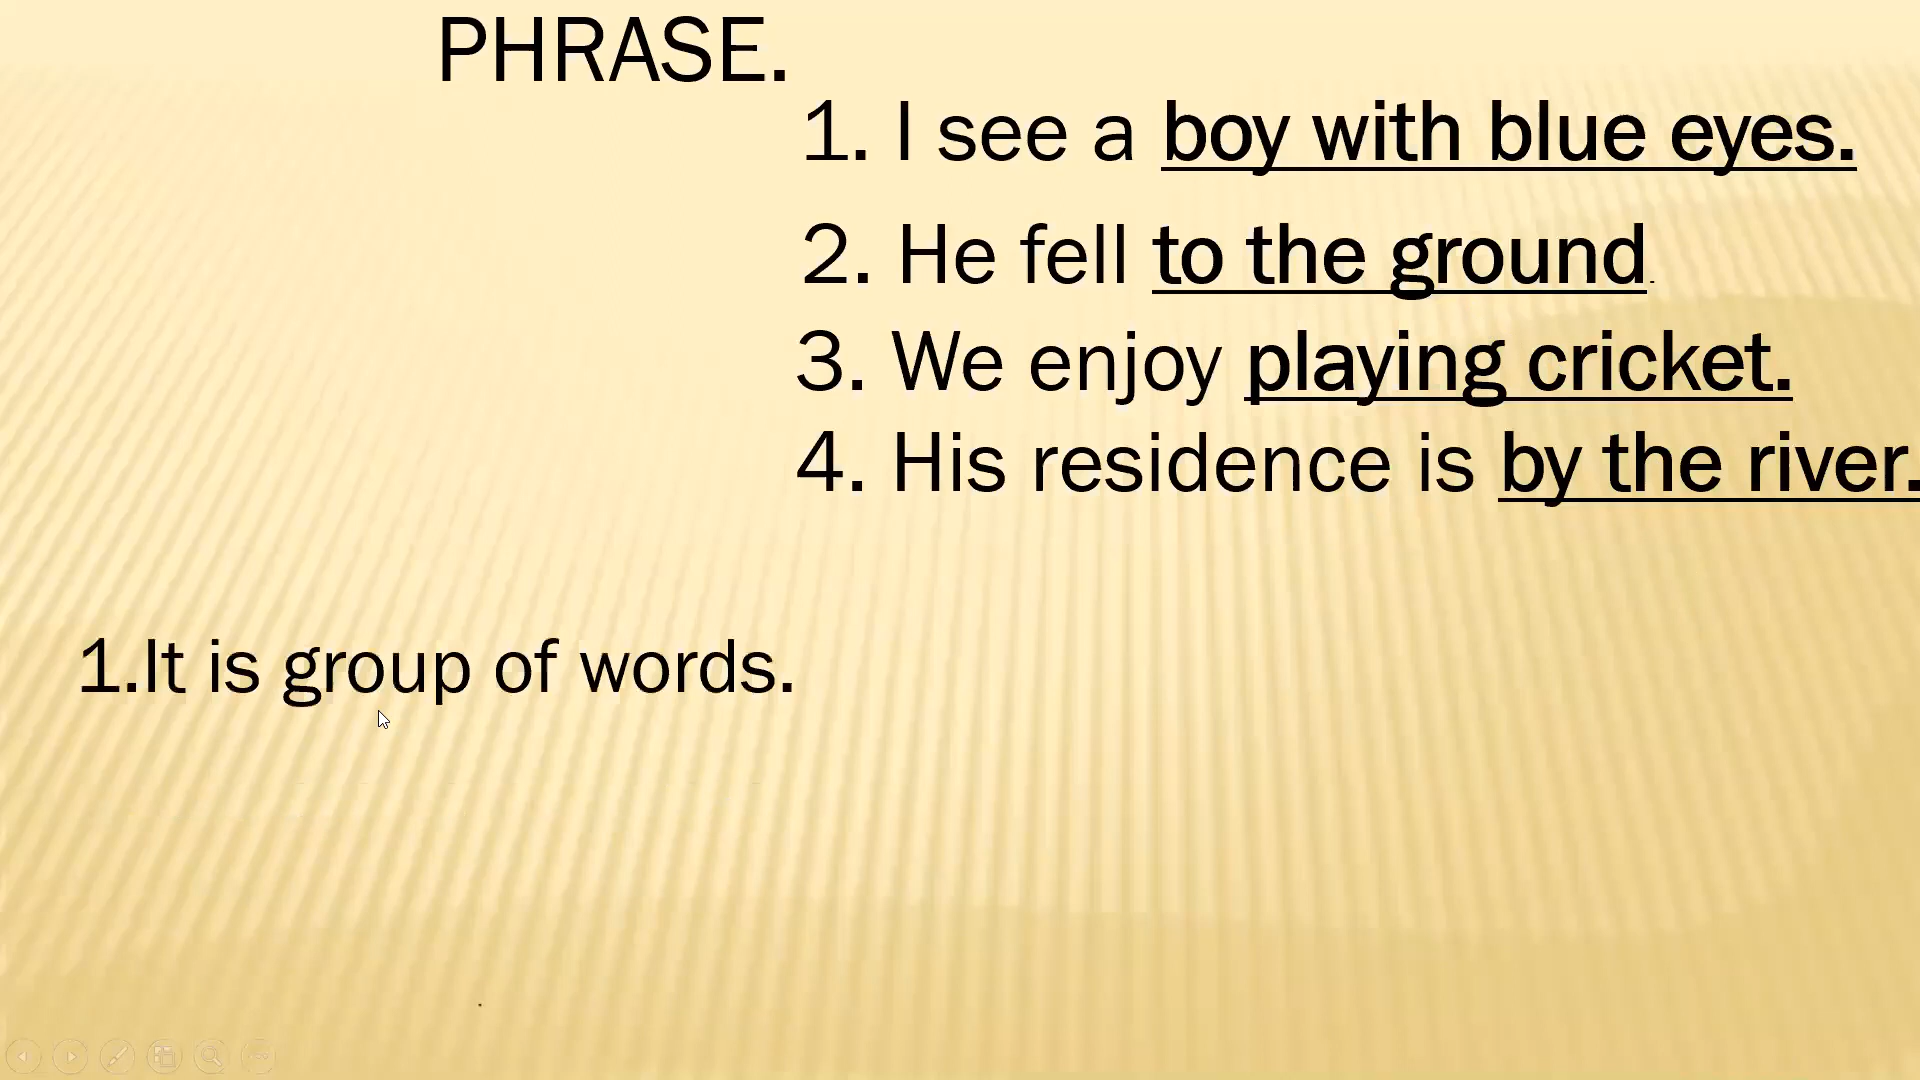 PHRASE.
1. I see a boy with blue eyes.
2. He fell to the ground.
3. We enjoy playing cricket.
4. His residence is by the river.
1.It is group of words.